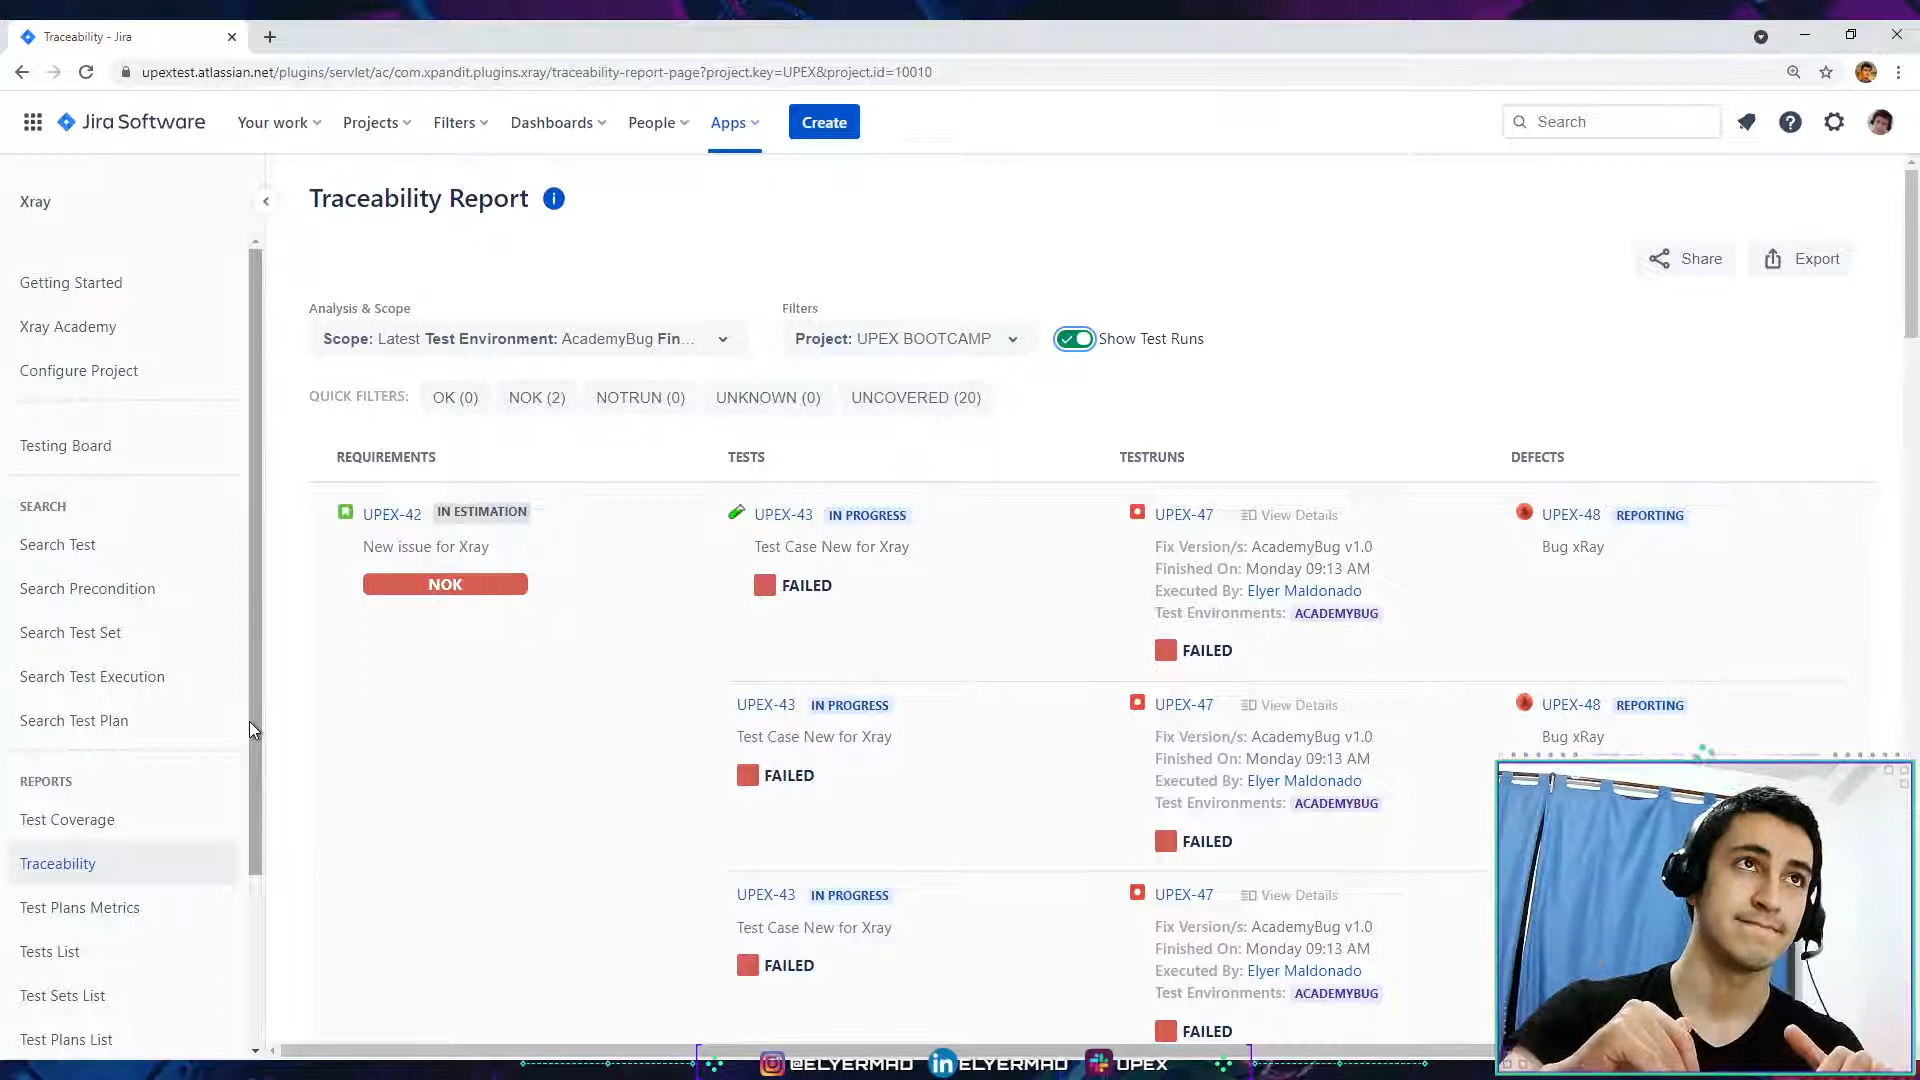 Traceability - Jira
upextest.atlassian.net/plugins/servlet/ac/com.xpandit.plugins.xray/traceability-report-page?project.key=UPEX&project.id=10010
Jira Software
Your work
Projects
Filters
Dashboards
People
Apps
Create
Search
Xray
Getting Started
Xray Academy
Configure Project
Testing Board
SEARCH
Search Test
Search Precondition
Search Test Set
Search Test Execution
Search Test Plan
REPORTS
Test Coverage
Traceability
Test Plans Metrics
Tests List
Test Sets List
Test Plans List
Traceability Report
Share
Export
Analysis & Scope
Scope: Latest Test Environment: AcademyBug Fin...
Filters
Project: UPEX BOOTCAMP
Show Test Runs
QUICK FILTERS: OK (0) NOK (2) NOTRUN (0) UNKNOWN (0) UNCOVERED (20)
REQUIREMENTS TESTS TESTRUNS DEFECTS
UPEX-42 IN ESTIMATION
New issue for Xray
NOK
UPEX-43 IN PROGRESS
Test Case New for Xray
FAILED
UPEX-47 View Details
Fix Version/s: AcademyBug v1.0
Finished On: Monday 09:13 AM
Executed By: Elyer Maldonado
Test Environments: ACADEMYBUG
FAILED
UPEX-48 REPORTING
Bug xRay
UPEX-43 IN PROGRESS
Test Case New for Xray
FAILED
UPEX-47 View Details
Fix Version/s: AcademyBug v1.0
Finished On: Monday 09:13 AM
Executed By: Elyer Maldonado
Test Environments: ACADEMYBUG
FAILED
UPEX-48 REPORTING
Bug xRay
UPEX-43 IN PROGRESS
Test Case New for Xray
FAILED
UPEX-47 View Details
Fix Version/s: AcademyBug v1.0
Finished On: Monday 09:13 AM
Executed By: Elyer Maldonado
Test Environments: ACADEMYBUG
FAILED
@ELYERMAD in ELYERMAD UPEX